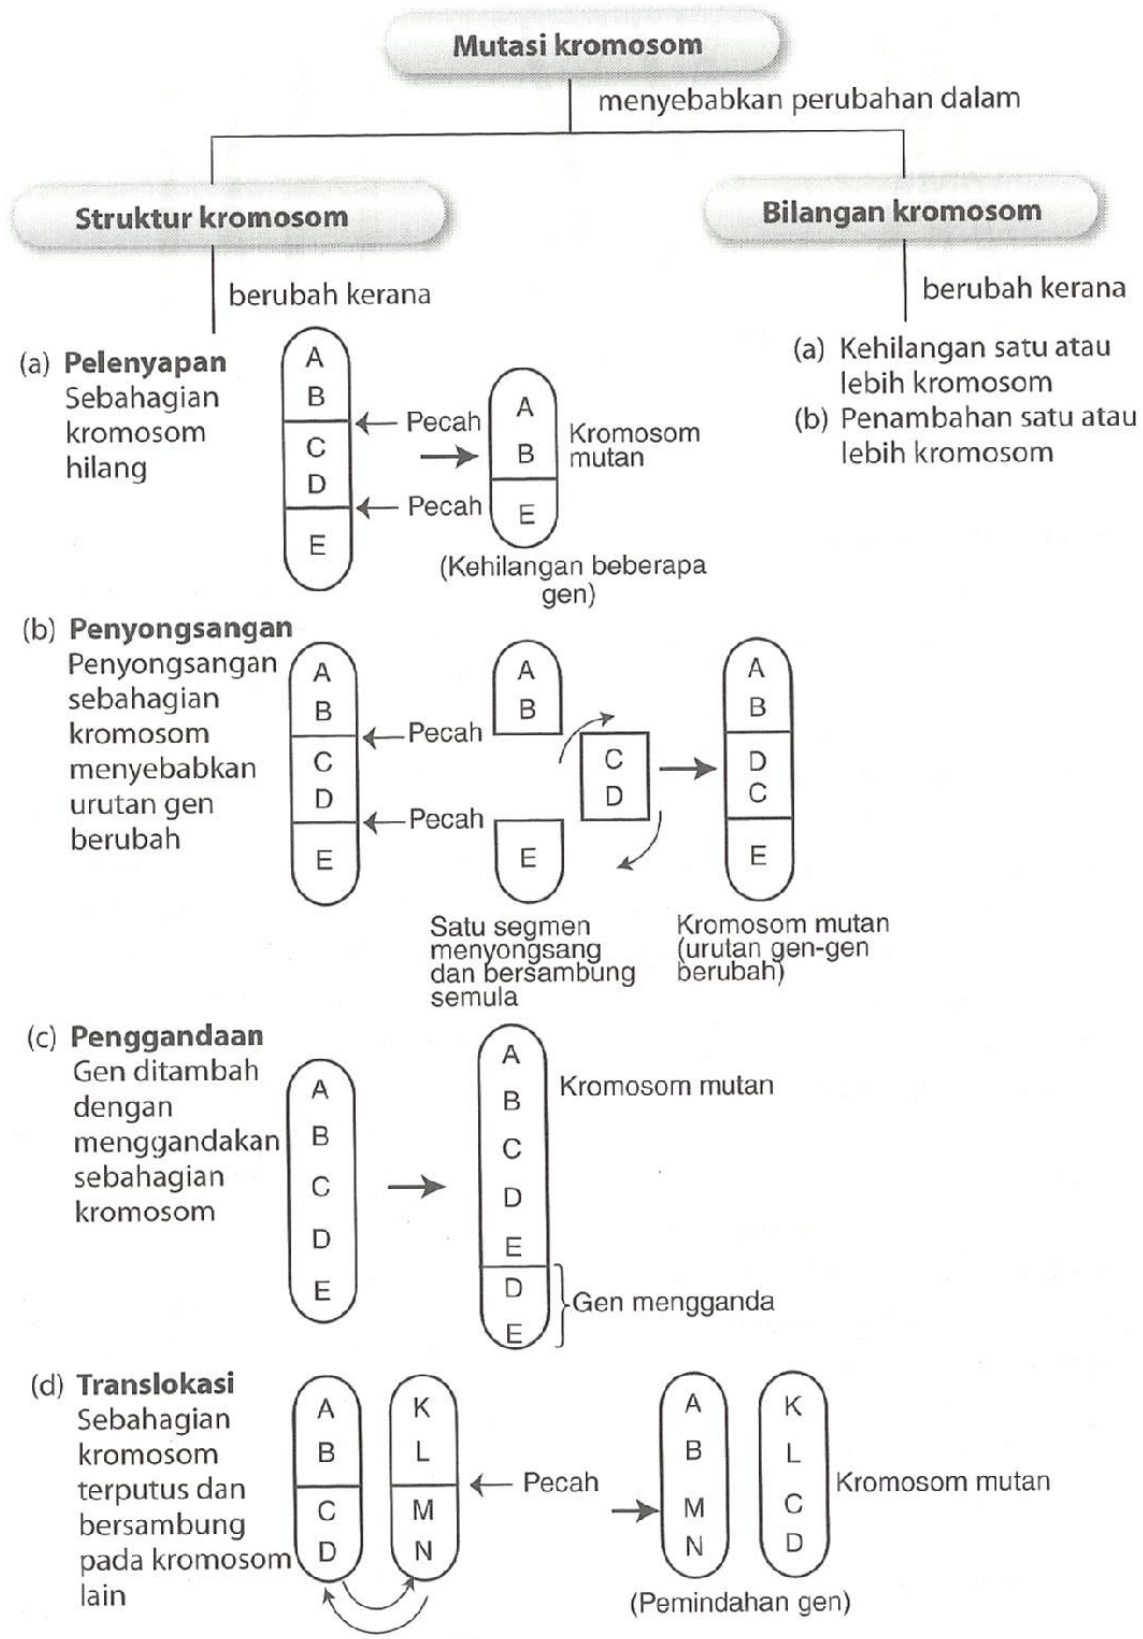 Mutasi kromosom
menyebabkan perubahan dalam
Struktur kromosom
Bilangan kromosom
berubah kerana
berubah kerana
(a) Kehilangan satu atau
lebih kromosom
(b) Penambahan satu atau
lebih kromosom
(a) Pelenyapan
Sebahagian
kromosom
hilang
A
B
C
D
E
Pecah
Pecah
A
B
E
Kromosom
mutan
(Kehilangan beberapa
gen)
(b) Penyongsangan
Penyongsangan
sebahagian
kromosom
menyebabkan
urutan gen
berubah
A
B
C
D
E
Pecah
Pecah
A
B
C
D
E
A
B
D
C
E
Satu segmen
menyongsang
dan bersambung
semula
Kromosom mutan
(urutan gen-gen
berubah)
(c) Penggandaan
Gen ditambah
dengan
menggandakan
sebahagian
kromosom
A
B
C
D
E
A
B
C
D
E
D
E
Kromosom mutan
Gen mengganda
(d) Translokasi
Sebahagian
kromosom
terputus dan
bersambung
pada kromosom
lain
A
B
C
D
K
L
M
N
Pecah
A
B
M
N
K
L
C
D
Kromosom mutan
(Pemindahan gen)